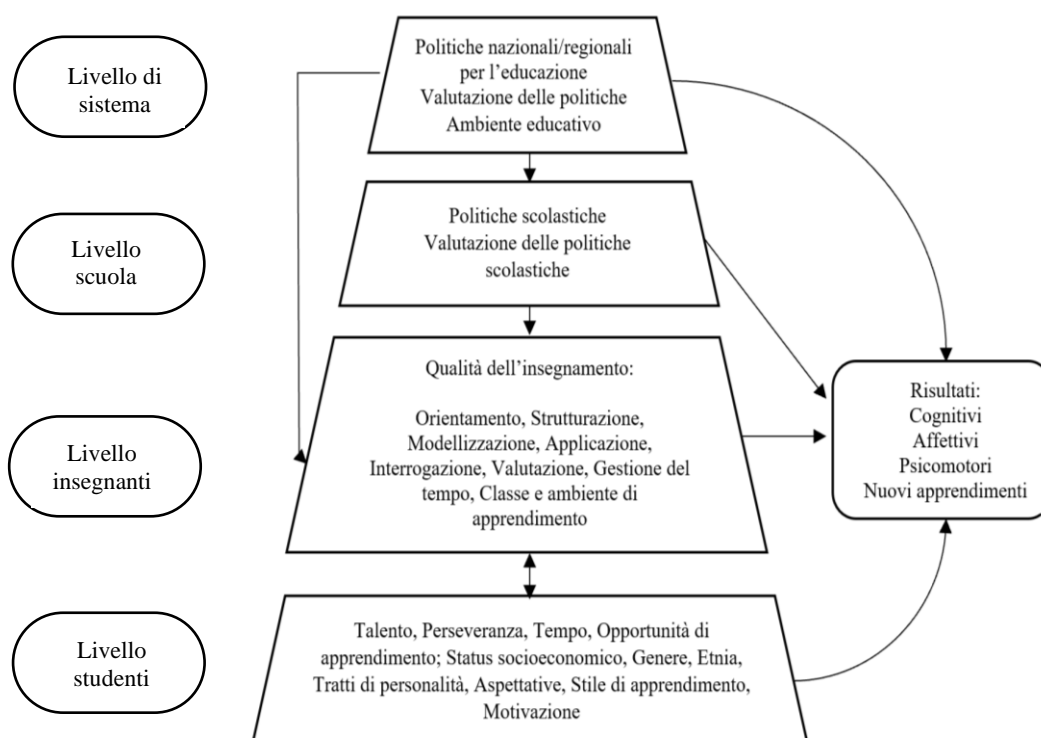 Livello di
sistema
Politiche nazionali/regionali
per l'educazione
Valutazione delle politiche
Ambiente educativo
Livello
scuola
Politiche scolastiche
Valutazione delle politiche
scolastiche
Livello
insegnanti
Qualità dell'insegnamento:
Orientamento, Strutturazione,
Modellizzazione, Applicazione,
Interrogazione, Valutazione, Gestione del
tempo, Classe e ambiente di
apprendimento
Risultati:
Cognitivi
Affettivi
Psicomotori
Nuovi apprendimenti
Livello
studenti
Talento, Perseveranza, Tempo, Opportunità di
apprendimento; Status socioeconomico, Genere, Etnia,
Tratti di personalità, Aspettative, Stile di apprendimento,
Motivazione